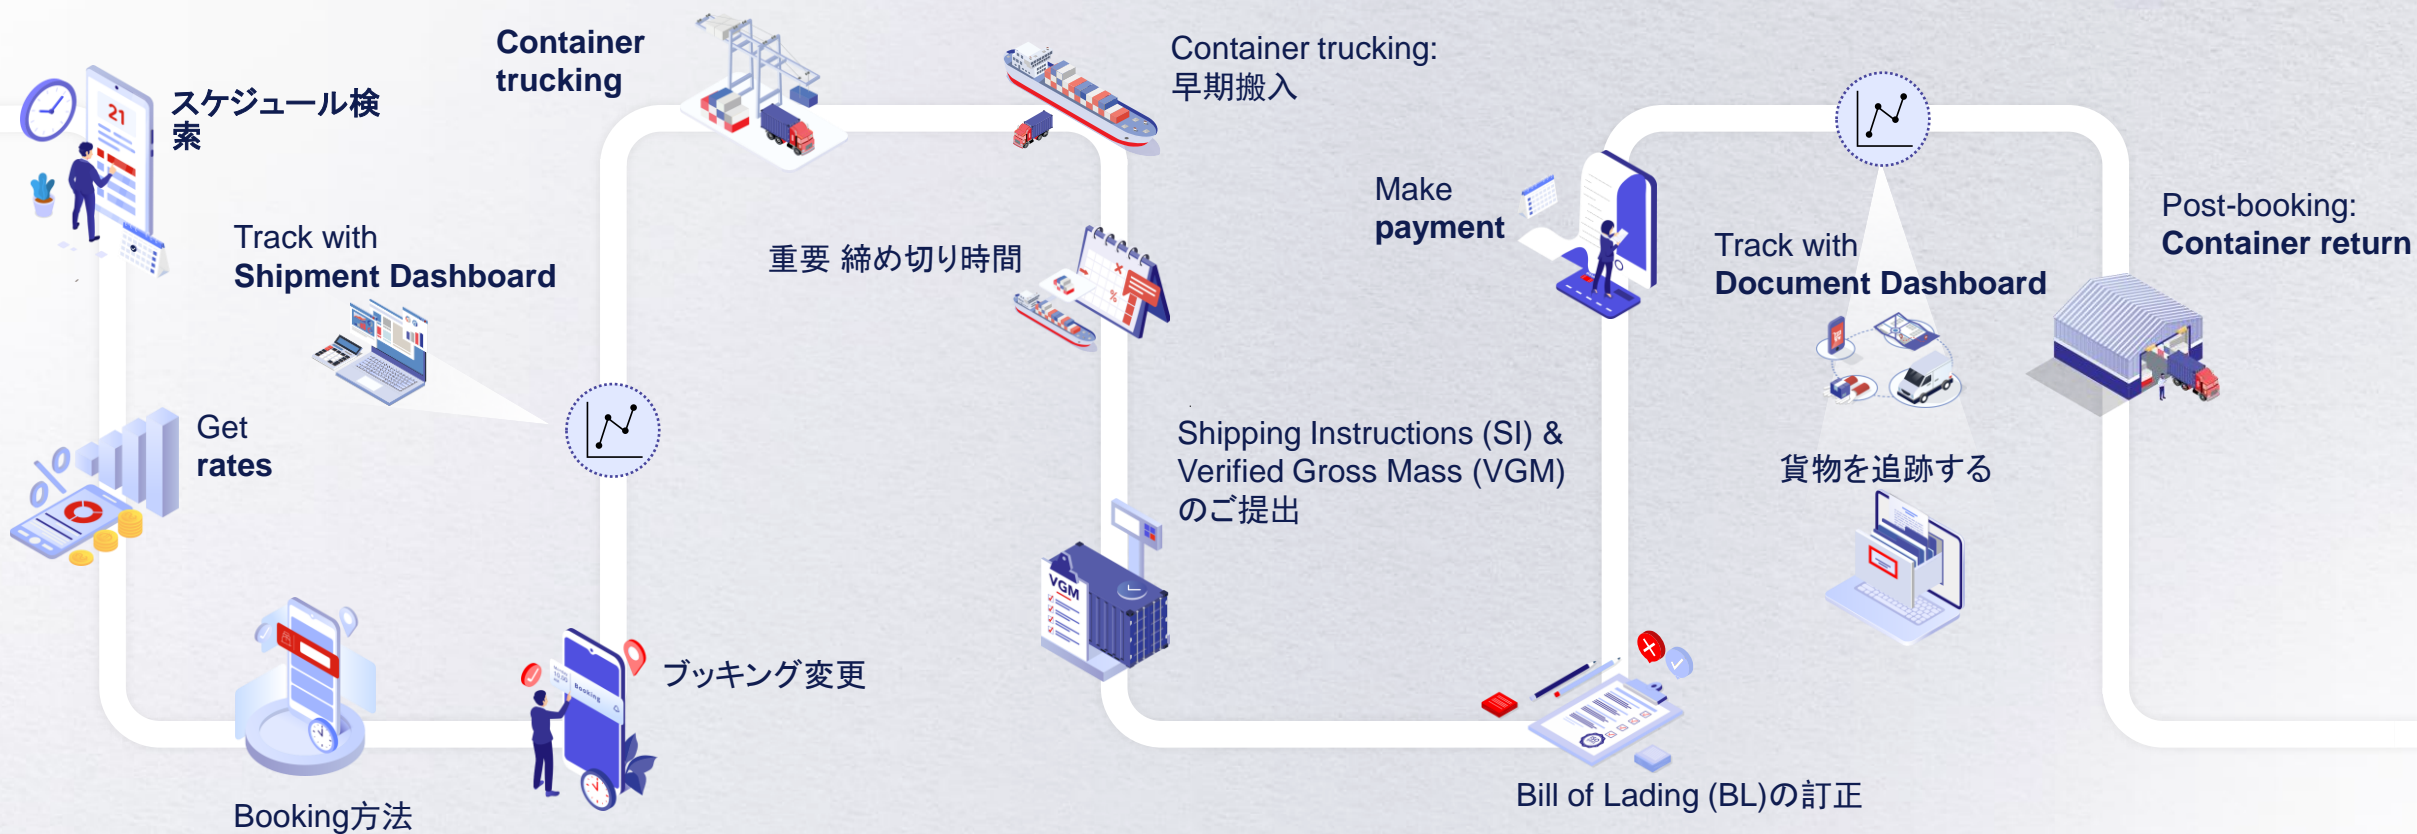 スケジュール検
索
21
Get
rates
Booking方法
Booking
ブッキング変更
Track with
Shipment Dashboard
Container
trucking
Container trucking:
早期搬入
重要 締め切り時間
Shipping Instructions (SI) &
Verified Gross Mass (VGM)
のご提出
VGM
Bill of Lading (BL)の訂正
Make
payment
Track with
Document Dashboard
貨物を追跡する
Post-booking:
Container return